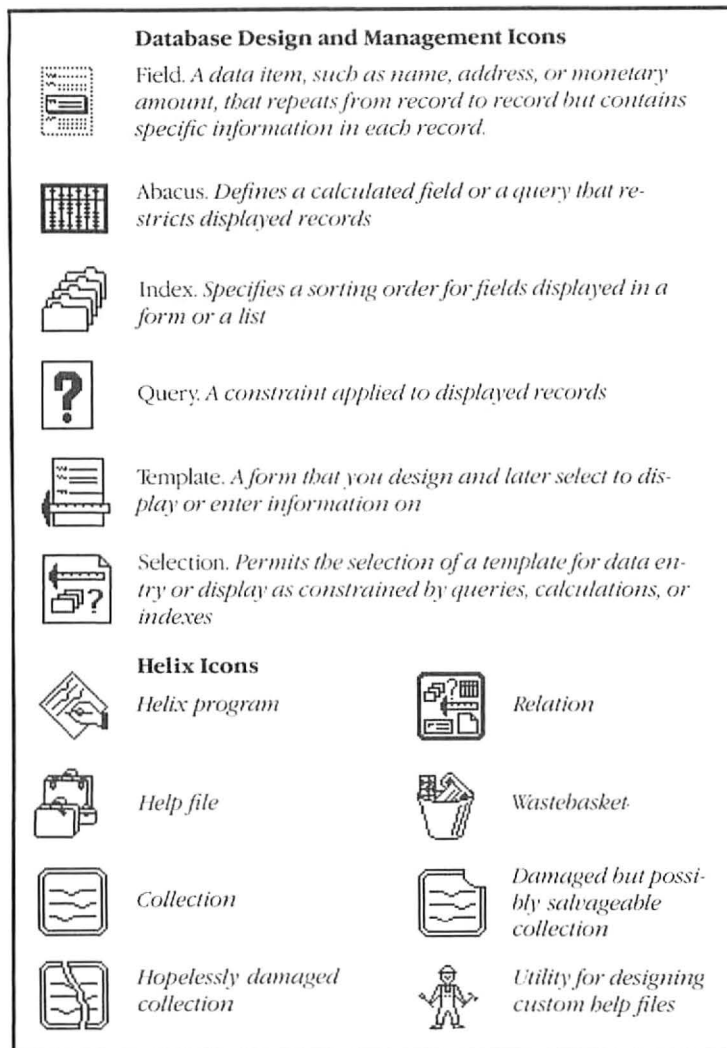 Database Design and Management Icons
Field. A data item, such as name, address, or monetary
amount, that repeats from record to record but contains
specific information in each record.
Abacus. Defines a calculated field or a query that re-
stricts displayed records
Index. Specifies a sorting order for fields displayed in a
form or a list
?
Query. A constraint applied to displayed records
Template. A form that you design and later select to dis-
play or enter information on
?
Selection. Permits the selection of a template for data en-
try or display as constrained by queries, calculations, or
indexes
Helix Icons
Helix program
?
Relation
Help file
Wastebasket
Collection
Damaged but possi-
bly salvageable
collection
Hopelessly damaged
collection
Utility for designing
custom help files